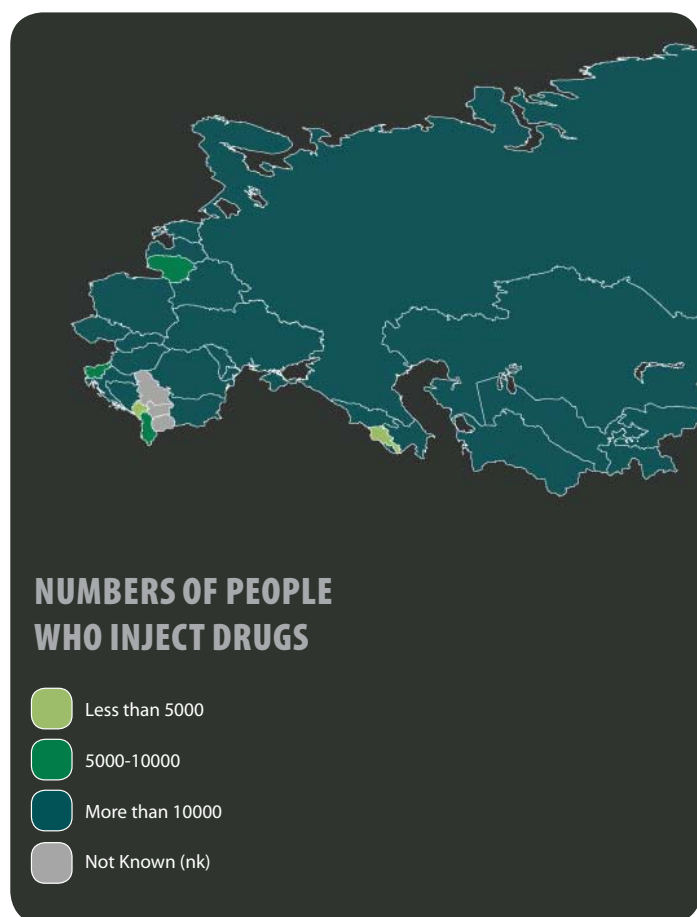 NUMBERS OF PEOPLE
WHO INJECT DRUGS
Less than 5000
5000-10000
More than 10000
Not Known (nk)